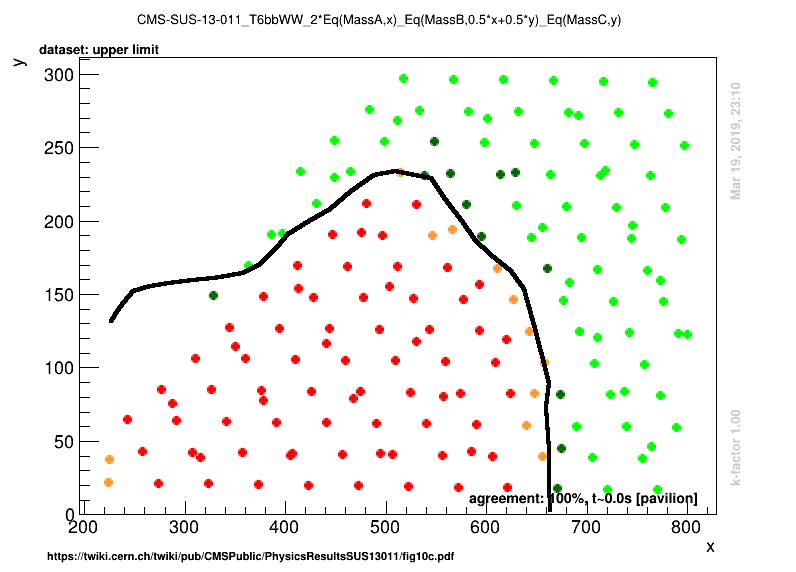 CMS-SUS-13-011_T6bbWW_2*Eq(MassA,x)_Eq(MassB,0.5*x+0.5*y)_Eq(MassC,y)
dataset: upper limit
y
300
250
200
150
100
50
0
200 300 400 500 600 700 800
x
agreement: 100%, t~0.0s [pavilion]
Mar 19, 2019, 23:10
k-factor 1.00
https://twiki.cern.ch/twiki/pub/CMSPublic/PhysicsResultsSUS13011/fig10c.pdf